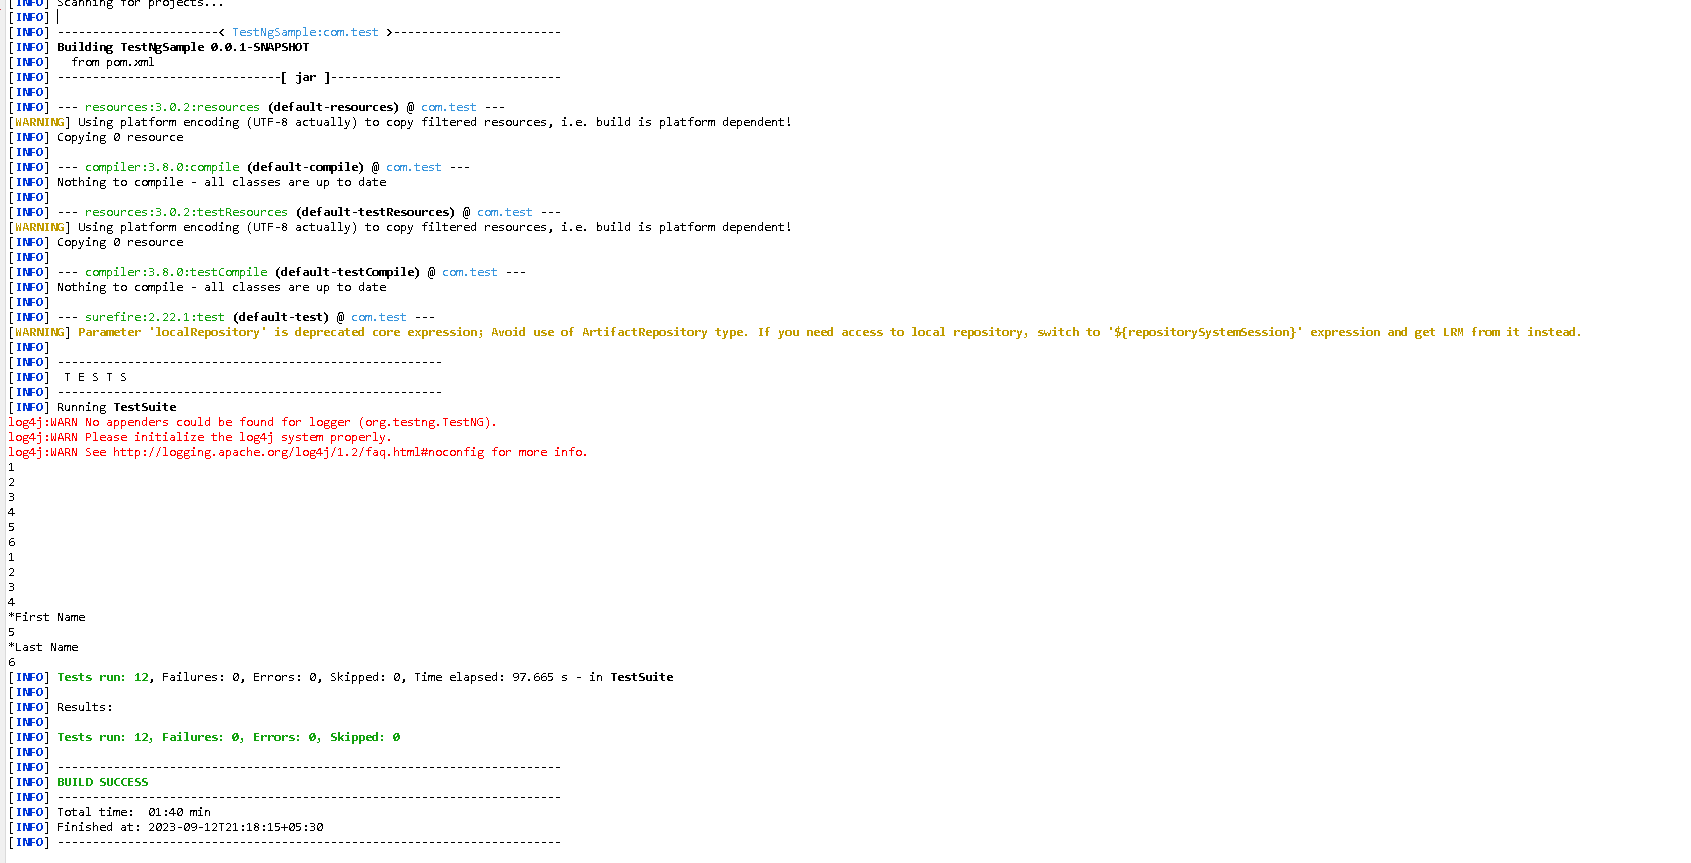 [INFO] Scanning for projects...
[INFO]
[INFO] -----------------------< TestNgSample:com.test >------------------------
[INFO] Building TestNgSample 0.0.1-SNAPSHOT
[INFO]   from pom.xml
[INFO] --------------------------------[ jar ]---------------------------------
[INFO]
[INFO] --- resources:3.0.2:resources (default-resources) @ com.test ---
[WARNING] Using platform encoding (UTF-8 actually) to copy filtered resources, i.e. build is platform dependent!
[INFO] Copying 0 resource
[INFO]
[INFO] --- compiler:3.8.0:compile (default-compile) @ com.test ---
[INFO] Nothing to compile - all classes are up to date
[INFO]
[INFO] --- resources:3.0.2:testResources (default-testResources) @ com.test ---
[WARNING] Using platform encoding (UTF-8 actually) to copy filtered resources, i.e. build is platform dependent!
[INFO] Copying 0 resource
[INFO]
[INFO] --- compiler:3.8.0:testCompile (default-testCompile) @ com.test ---
[INFO] Nothing to compile - all classes are up to date
[INFO]
[INFO] --- surefire:2.22.1:test (default-test) @ com.test ---
[WARNING] Parameter 'localRepository' is deprecated core expression; Avoid use of ArtifactRepository type. If you need access to local repository, switch to '${repositorySystemSession}' expression and get LRM from it instead.
[INFO]
[INFO] -------------------------------------------------------
[INFO]  T E S T S
[INFO] -------------------------------------------------------
[INFO] Running TestSuite
log4j:WARN No appenders could be found for logger (org.testng.TestNG).
log4j:WARN Please initialize the log4j system properly.
log4j:WARN See http://logging.apache.org/log4j/1.2/faq.html#noconfig for more info.
1
2
3
4
5
6
1
2
3
4
*First Name
5
*Last Name
6
[INFO] Tests run: 12, Failures: 0, Errors: 0, Skipped: 0, Time elapsed: 97.665 s - in TestSuite
[INFO]
[INFO] Results:
[INFO]
[INFO] Tests run: 12, Failures: 0, Errors: 0, Skipped: 0
[INFO]
[INFO] ------------------------------------------------------------------------
[INFO] BUILD SUCCESS
[INFO] ------------------------------------------------------------------------
[INFO] Total time:  01:40 min
[INFO] Finished at: 2023-09-12T21:18:15+05:30
[INFO] ------------------------------------------------------------------------